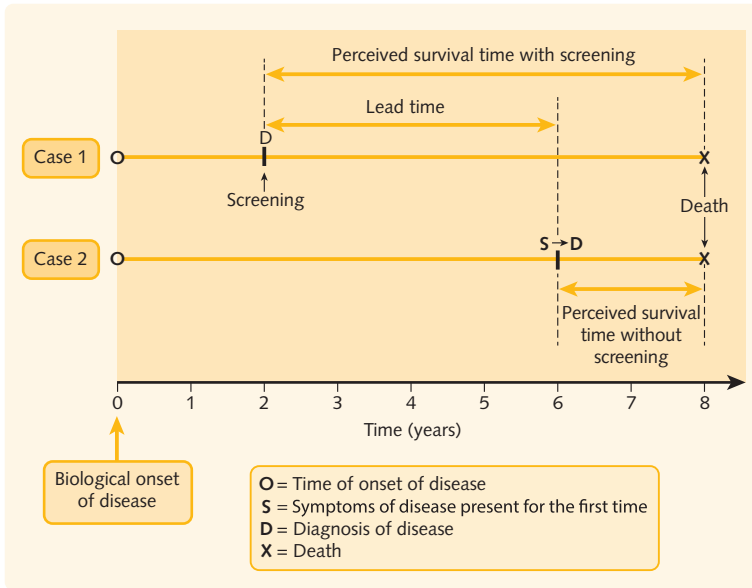 Perceived survival time with screening
Lead time
D
Case 1
O
X
Screening
Death
S → D
Case 2
O
X
Perceived survival
time without
screening
0 1 2 3 4 5 6 7 8
Time (years)
Biological onset
of disease
O = Time of onset of disease
S = Symptoms of disease present for the first time
D = Diagnosis of disease
X = Death